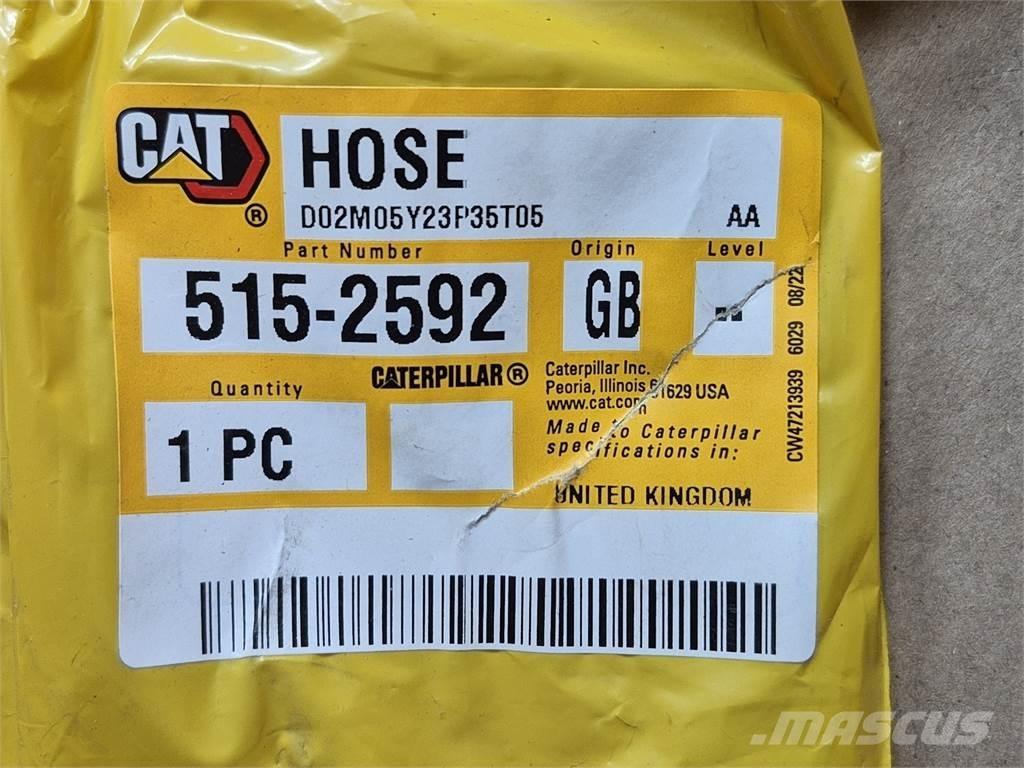 CAT
®
HOSE
D02M05Y23P35T05 AA
Part Number Origin Level
515-2592 GB --
Quantity
1 PC
CATERPILLAR®
Caterpillar Inc.
Peoria, Illinois 61629 USA
www.cat.com
Made to Caterpillar
specifications in:
UNITED KINGDOM
CW47213939 6029 08/22
MASCUS